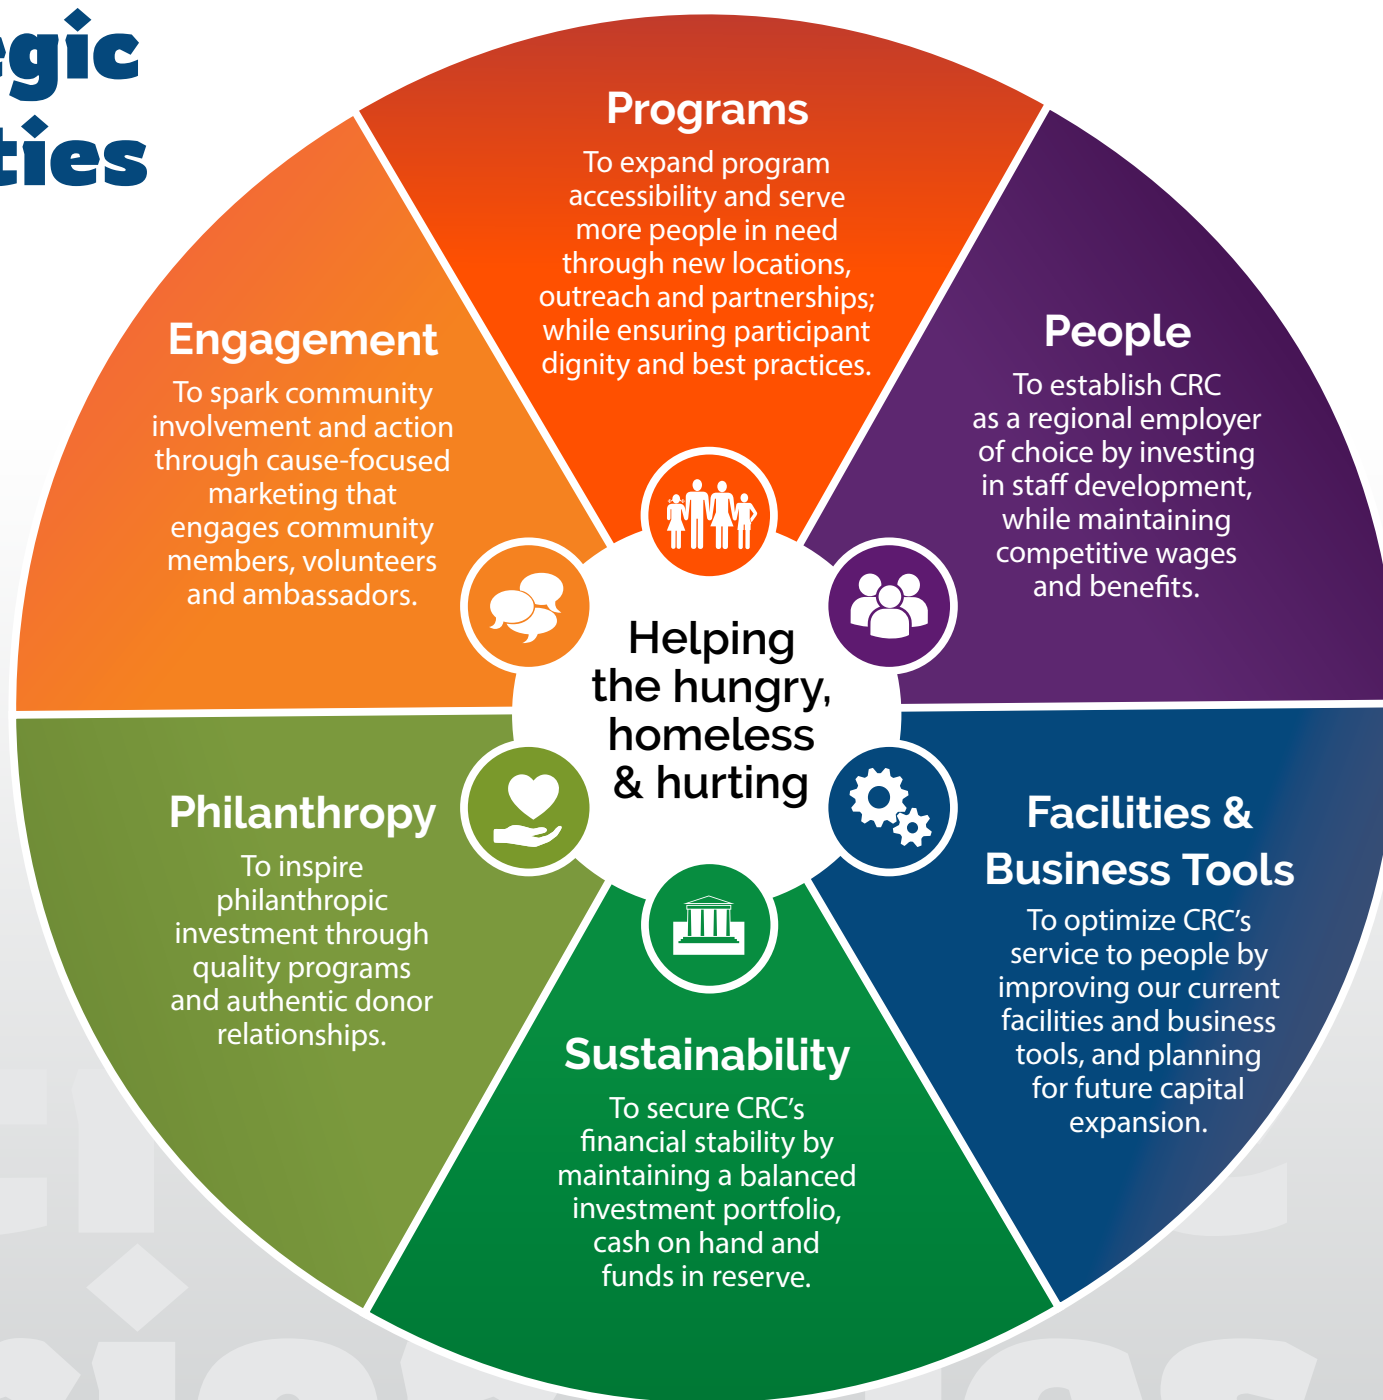 egic
ties
Programs
To expand program
accessibility and serve
more people in need
through new locations,
outreach and partnerships;
while ensuring participant
dignity and best practices.
People
To establish CRC
as a regional employer
of choice by investing
in staff development,
while maintaining
competitive wages
and benefits.
Facilities &
Business Tools
To optimize CRC’s
service to people by
improving our current
facilities and business
tools, and planning
for future capital
expansion.
Sustainability
To secure CRC’s
financial stability by
maintaining a balanced
investment portfolio,
cash on hand and
funds in reserve.
Philanthropy
To inspire
philanthropic
investment through
quality programs
and authentic donor
relationships.
Engagement
To spark community
involvement and action
through cause-focused
marketing that
engages community
members, volunteers
and ambassadors.
Helping
the hungry,
homeless
& hurting